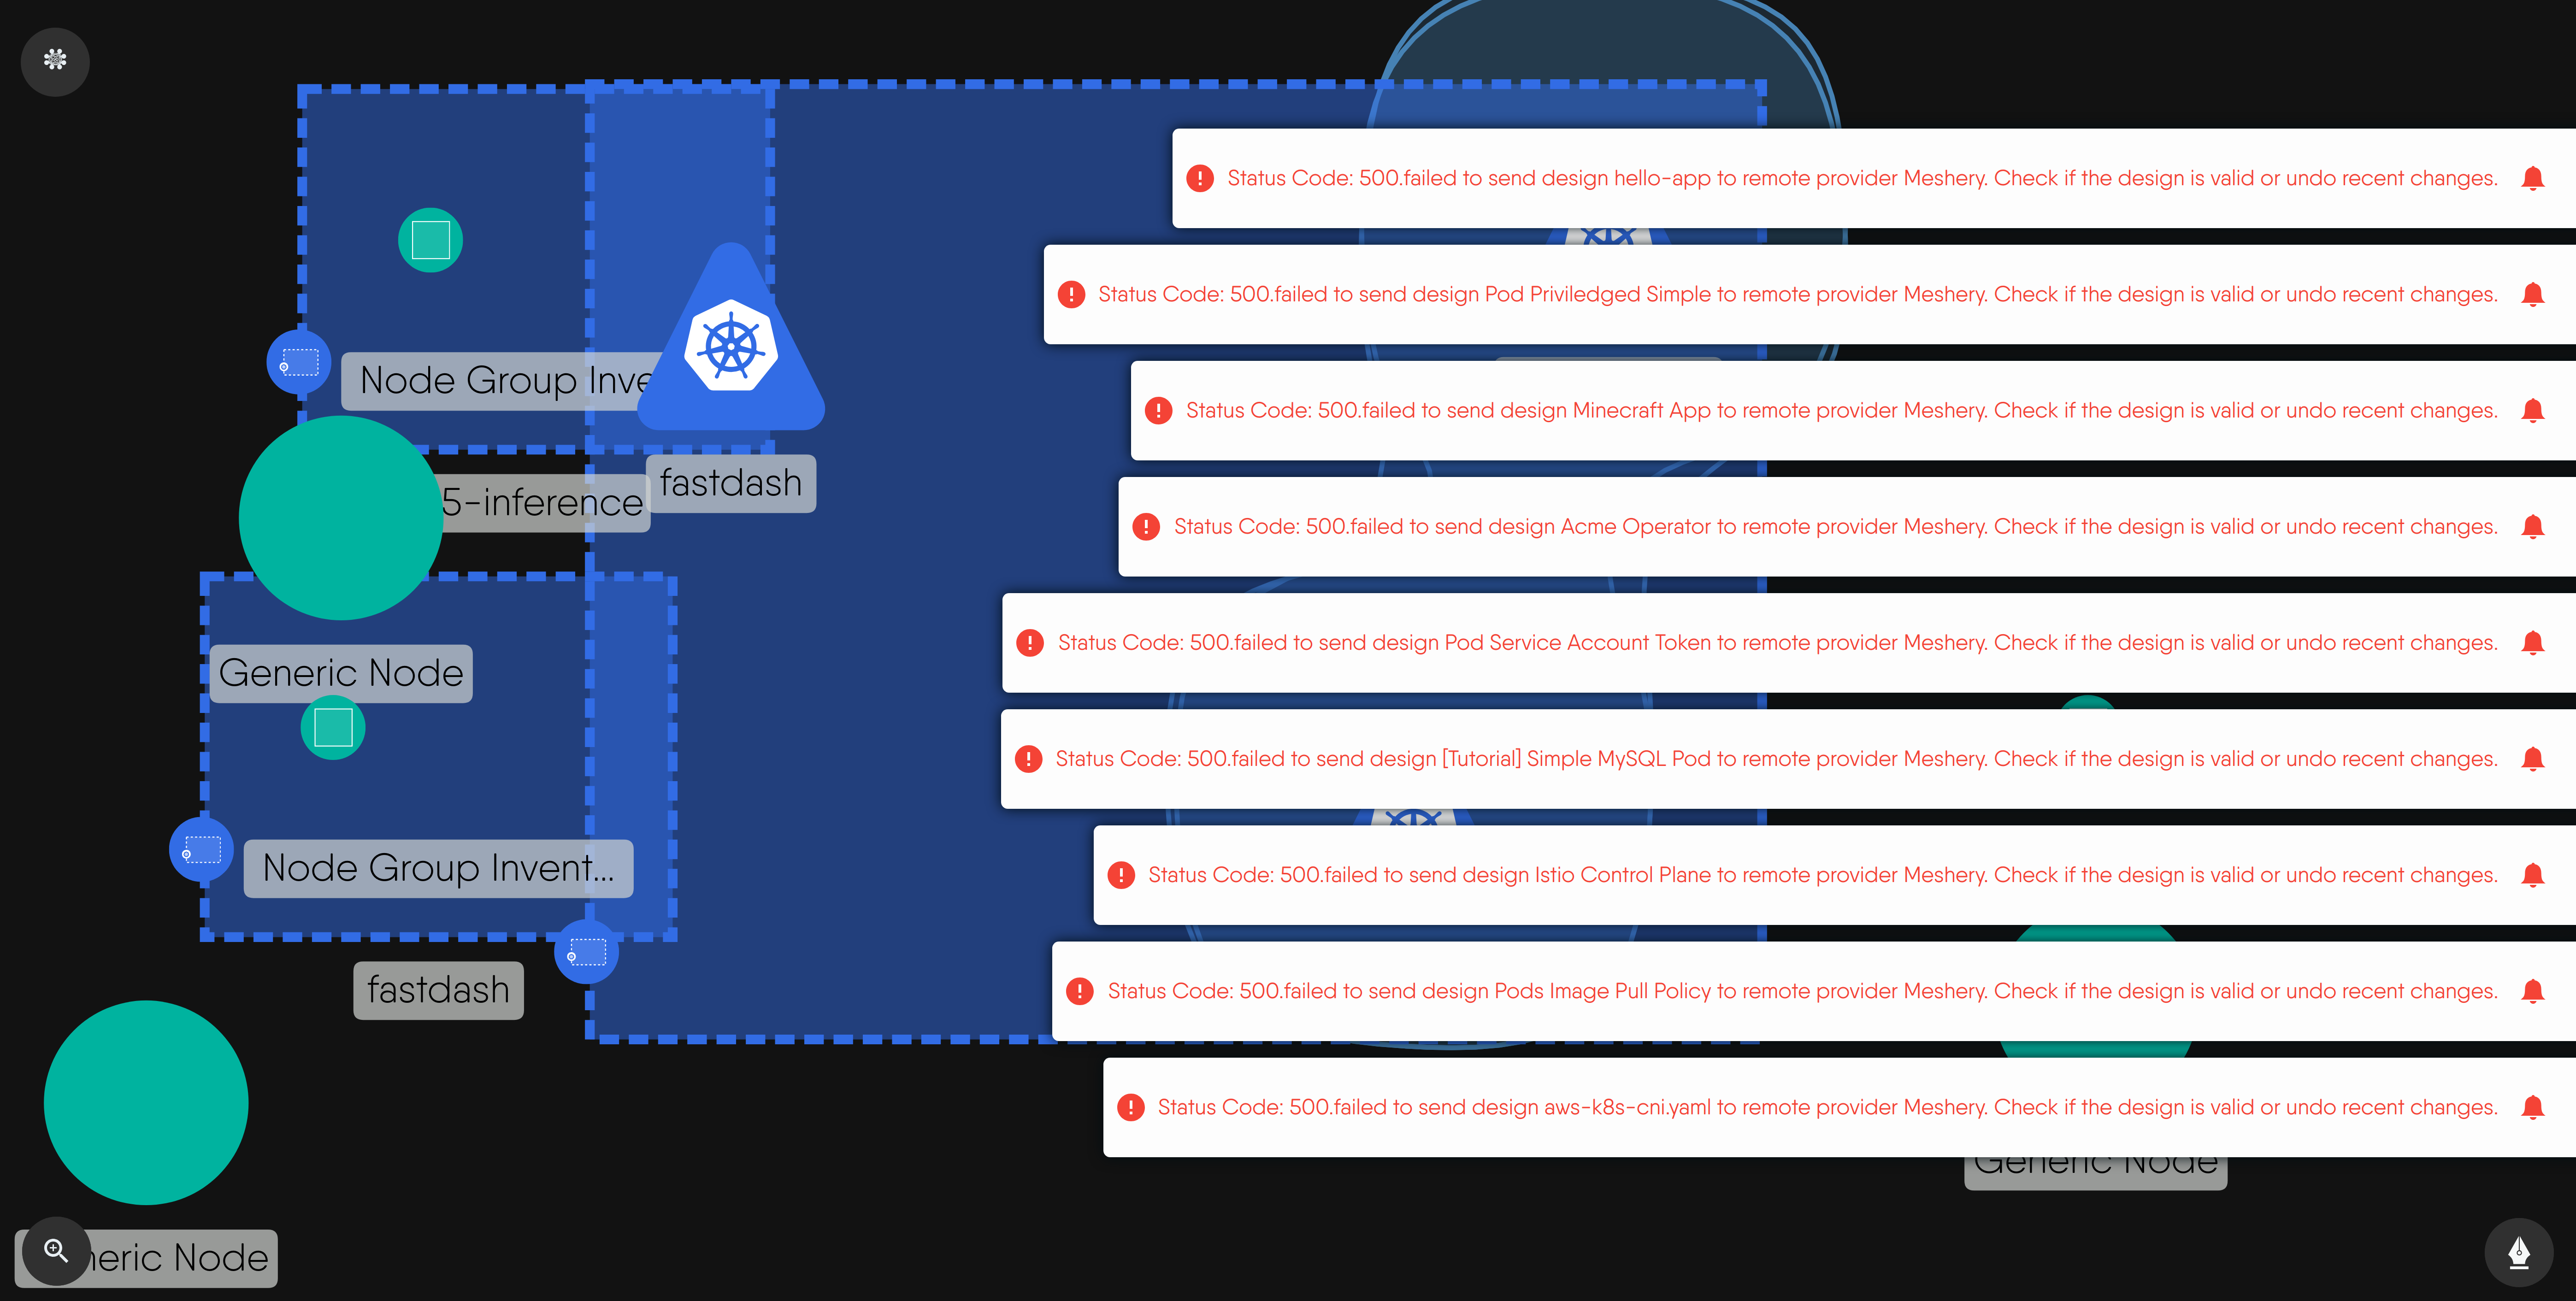 Status Code: 500.failed to send design hello-app to remote provider Meshery. Check if the design is valid or undo recent changes.
Status Code: 500.failed to send design Pod Priviledged Simple to remote provider Meshery. Check if the design is valid or undo recent changes.
Node Group Inve
Status Code: 500.failed to send design Minecraft App to remote provider Meshery. Check if the design is valid or undo recent changes.
fastdash
5-inference
Status Code: 500.failed to send design Acme Operator to remote provider Meshery. Check if the design is valid or undo recent changes.
Status Code: 500.failed to send design Pod Service Account Token to remote provider Meshery. Check if the design is valid or undo recent changes.
Generic Node
Status Code: 500.failed to send design [Tutorial] Simple MySQL Pod to remote provider Meshery. Check if the design is valid or undo recent changes.
Node Group Invent...
Status Code: 500.failed to send design Istio Control Plane to remote provider Meshery. Check if the design is valid or undo recent changes.
fastdash
Status Code: 500.failed to send design Pods Image Pull Policy to remote provider Meshery. Check if the design is valid or undo recent changes.
Status Code: 500.failed to send design aws-k8s-cni.yaml to remote provider Meshery. Check if the design is valid or undo recent changes.
Generic Node
neric Node